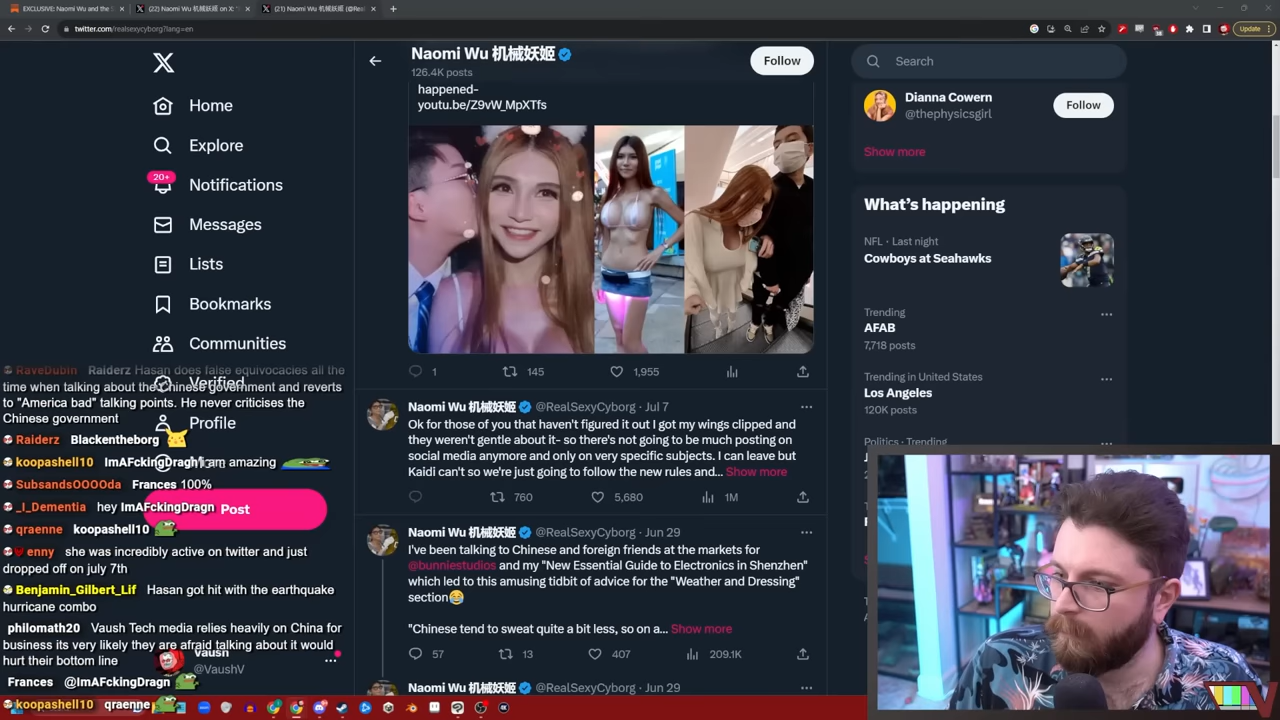 EXCLUSIVE: Naomi Wu and the S
(22) Naomi Wu 机械妖姬 on X: "
(21) Naomi Wu 机械妖姬 (@Real
twitter.com/realsexycyborg?lang=en
Update
Home
Explore
20+
Notifications
Messages
Lists
Bookmarks
Communities
Verified
Profile
Post
Vaush
@VaushV
Naomi Wu 机械妖姬
126.4K posts
Follow
happened-
youtu.be/Z9vW_MpXTfs
1
145
1,955
Naomi Wu 机械妖姬 @RealSexyCyborg · Jul 7
Ok for those of you that haven't figured it out I got my wings clipped and
they weren't gentle about it- so there's not going to be much posting on
social media anymore and only on very specific subjects. I can leave but
Kaidi can't so we're just going to follow the new rules and... Show more
760
5,680
1M
Naomi Wu 机械妖姬 @RealSexyCyborg · Jun 29
I've been talking to Chinese and foreign friends at the markets for
@bunniestudios and my "New Essential Guide to Electronics in Shenzhen"
which led to this amusing tidbit of advice for the "Weather and Dressing"
section😂
"Chinese tend to sweat quite a bit less, so on a... Show more
57
13
407
209.1K
Naomi Wu 机械妖姬 @RealSexyCyborg · Jun 29
Search
Dianna Cowern
@thephysicsgirl
Follow
Show more
What's happening
NFL · Last night
Cowboys at Seahawks
Trending
AFAB
7,718 posts
Trending in United States
Los Angeles
120K posts
Politics · Trending
RaveDubin Raiderz Hasan does false equivocacies all the
time when talking about the Chinese government and reverts
to "America bad" talking points. He never criticises the
Chinese government
Raiderz Blackentheborg
koopashell10 ImAFckingDragn I am amazing
SubsandsOOOOda Frances 100%
_I_Dementia hey ImAFckingDragn
qraenne koopashell10
enny she was incredibly active on twitter and just
dropped off on july 7th
Benjamin_Gilbert_Lif Hasan got hit with the earthquake
hurricane combo
philomath20 Vaush Tech media relies heavily on China for
business its very likely they are afraid talking about it would
hurt their bottom line
Frances @ImAFckingDragn
koopashell10 qraenne